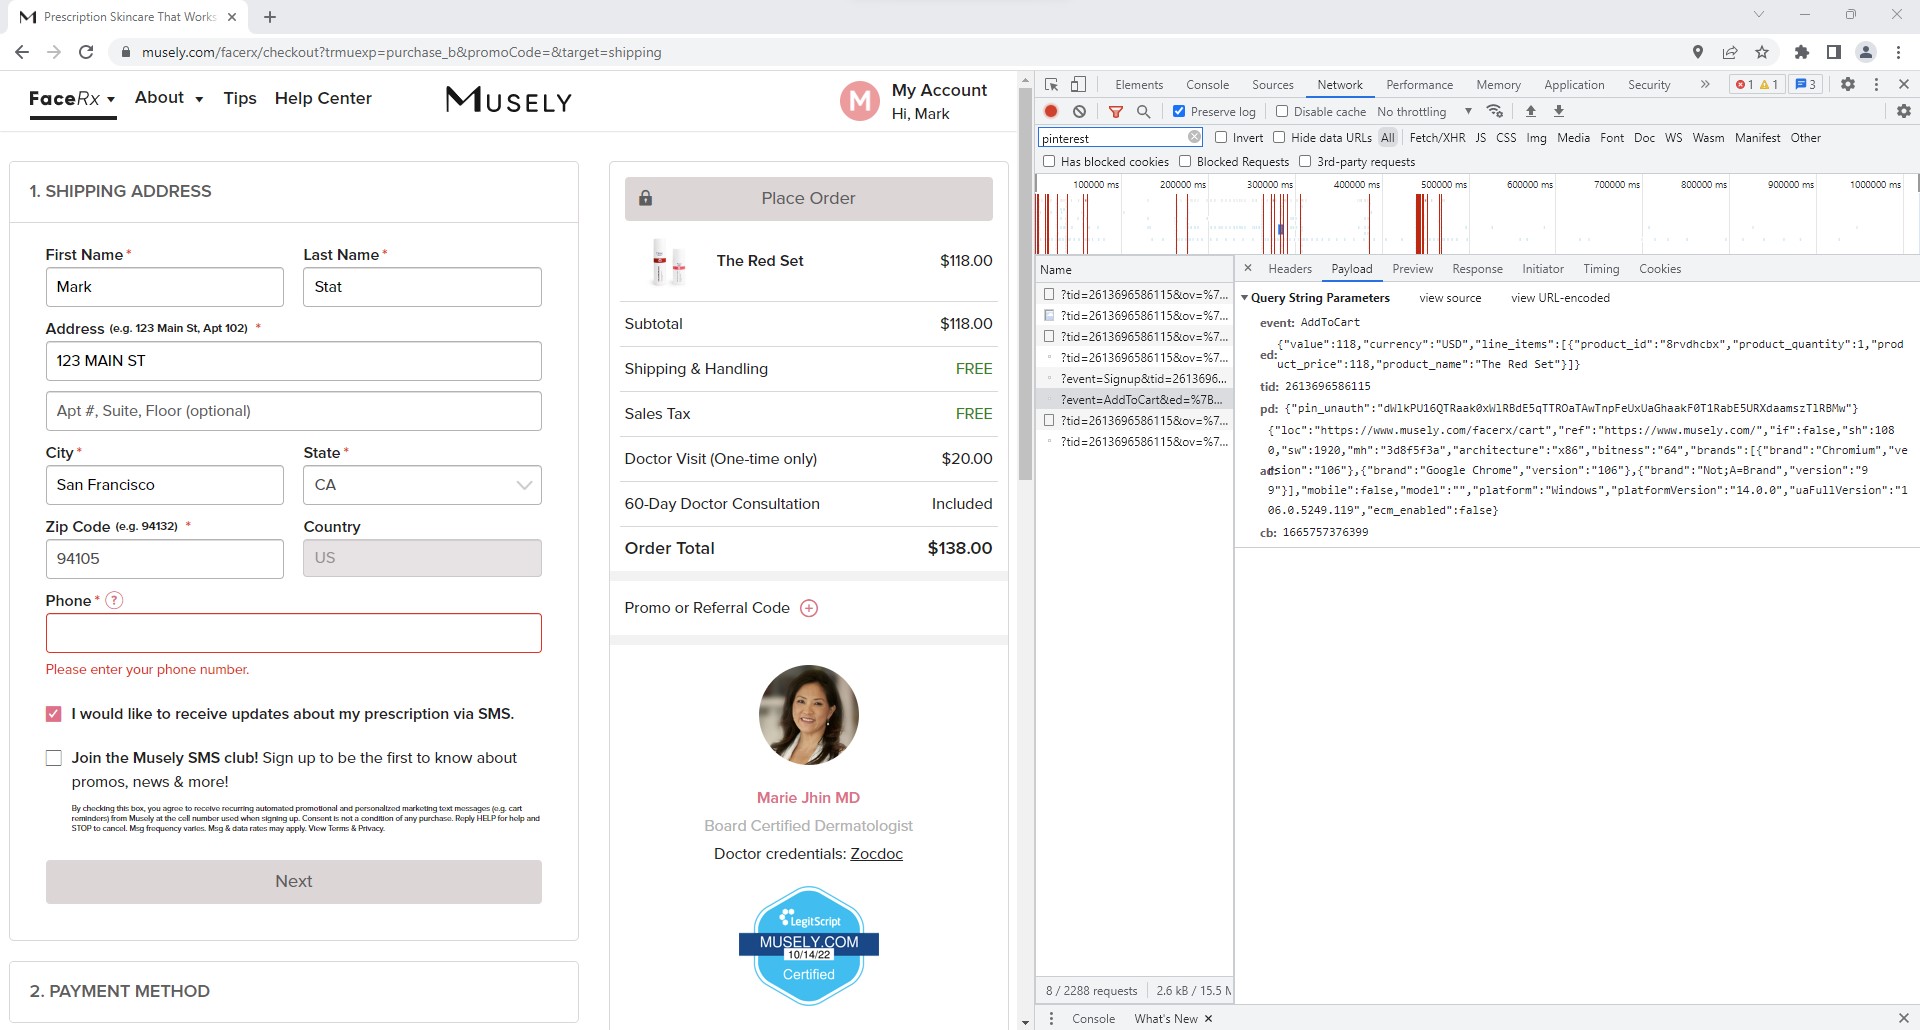 Prescription Skincare That Works
musely.com/facerx/checkout?trmuexp=purchase_b&promoCode=&target=shipping
FaceRx
About
Tips
Help Center
MUSELY
M
My Account
Hi, Mark
1. SHIPPING ADDRESS
First Name *
Last Name *
Mark
Stat
Address (e.g. 123 Main St, Apt 102) *
123 MAIN ST
Apt #, Suite, Floor (optional)
City *
State *
San Francisco
CA
Zip Code (e.g. 94132) *
Country
94105
US
Phone * ?
Please enter your phone number.
I would like to receive updates about my prescription via SMS.
Join the Musely SMS club! Sign up to be the first to know about
promos, news & more!
By checking this box, you agree to receive recurring automated promotional and personalized marketing text messages (e.g. cart
reminders) from Musely at the cell number used when signing up. Consent is not a condition of any purchase. Reply HELP for help and
STOP to cancel. Msg frequency varies. Msg & data rates may apply. View Terms & Privacy.
Next
2. PAYMENT METHOD
Place Order
The Red Set $118.00
Subtotal $118.00
Shipping & Handling FREE
Sales Tax FREE
Doctor Visit (One-time only) $20.00
60-Day Doctor Consultation Included
Order Total $138.00
Promo or Referral Code
Marie Jhin MD
Board Certified Dermatologist
Doctor credentials: Zocdoc
LegitScript
MUSELY.COM
10/14/22
Certified
Elements Console Sources Network Performance Memory Application Security 1 1 3
Preserve log Disable cache No throttling
pinterest Invert Hide data URLs All Fetch/XHR JS CSS Img Media Font Doc WS Wasm Manifest Other
Has blocked cookies Blocked Requests 3rd-party requests
100000 ms 200000 ms 300000 ms 400000 ms 500000 ms 600000 ms 700000 ms 800000 ms 900000 ms 1000000 ms
Name
?tid=2613696586115&ov=%7...
?tid=2613696586115&ov=%7...
?tid=2613696586115&ov=%7...
?tid=2613696586115&ov=%7...
?event=Signup&tid=2613696...
?event=AddToCart&ed=%7B...
?tid=2613696586115&ov=%7...
?tid=2613696586115&ov=%7...
Headers Payload Preview Response Initiator Timing Cookies
Query String Parameters view source view URL-encoded
event: AddToCart
ed: {"value":118,"currency":"USD","line_items":[{"product_id":"8rvdhcbx","product_quantity":1,"prod
uct_price":118,"product_name":"The Red Set"}]}
tid: 2613696586115
pd: {"pin_unauth":"dWlkPU16QTRaak0xWlRBdE5qTTROaTAwTnpFeUxUaGhaakF0T1RabE5URXdaamszTlRBMw"}
{"loc":"https://www.musely.com/facerx/cart","ref":"https://www.musely.com/","if":false,"sh":108
0,"sw":1920,"mh":"3d8f5f3a","architecture":"x86","bitness":"64","brands":[{"brand":"Chromium","ve
ad: rsion":"106"},{"brand":"Google Chrome","version":"106"},{"brand":"Not;A=Brand","version":"9
9"}],"mobile":false,"model":"","platform":"Windows","platformVersion":"14.0.0","uaFullVersion":"1
06.0.5249.119","ecm_enabled":false}
cb: 1665757376399
8 / 2288 requests 2.6 kB / 15.5 M
Console What's New